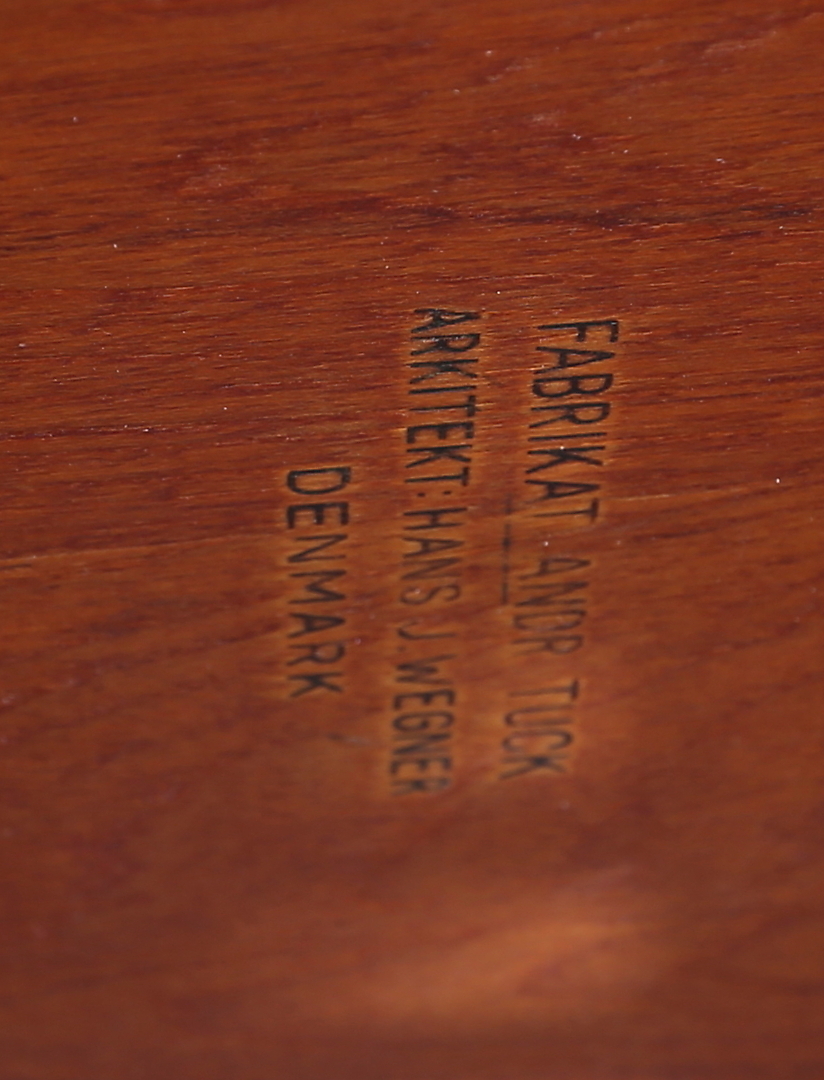 FABRIKAT ANDR TUCK
ARKITEKT: HANS J. WEGNER
DENMARK